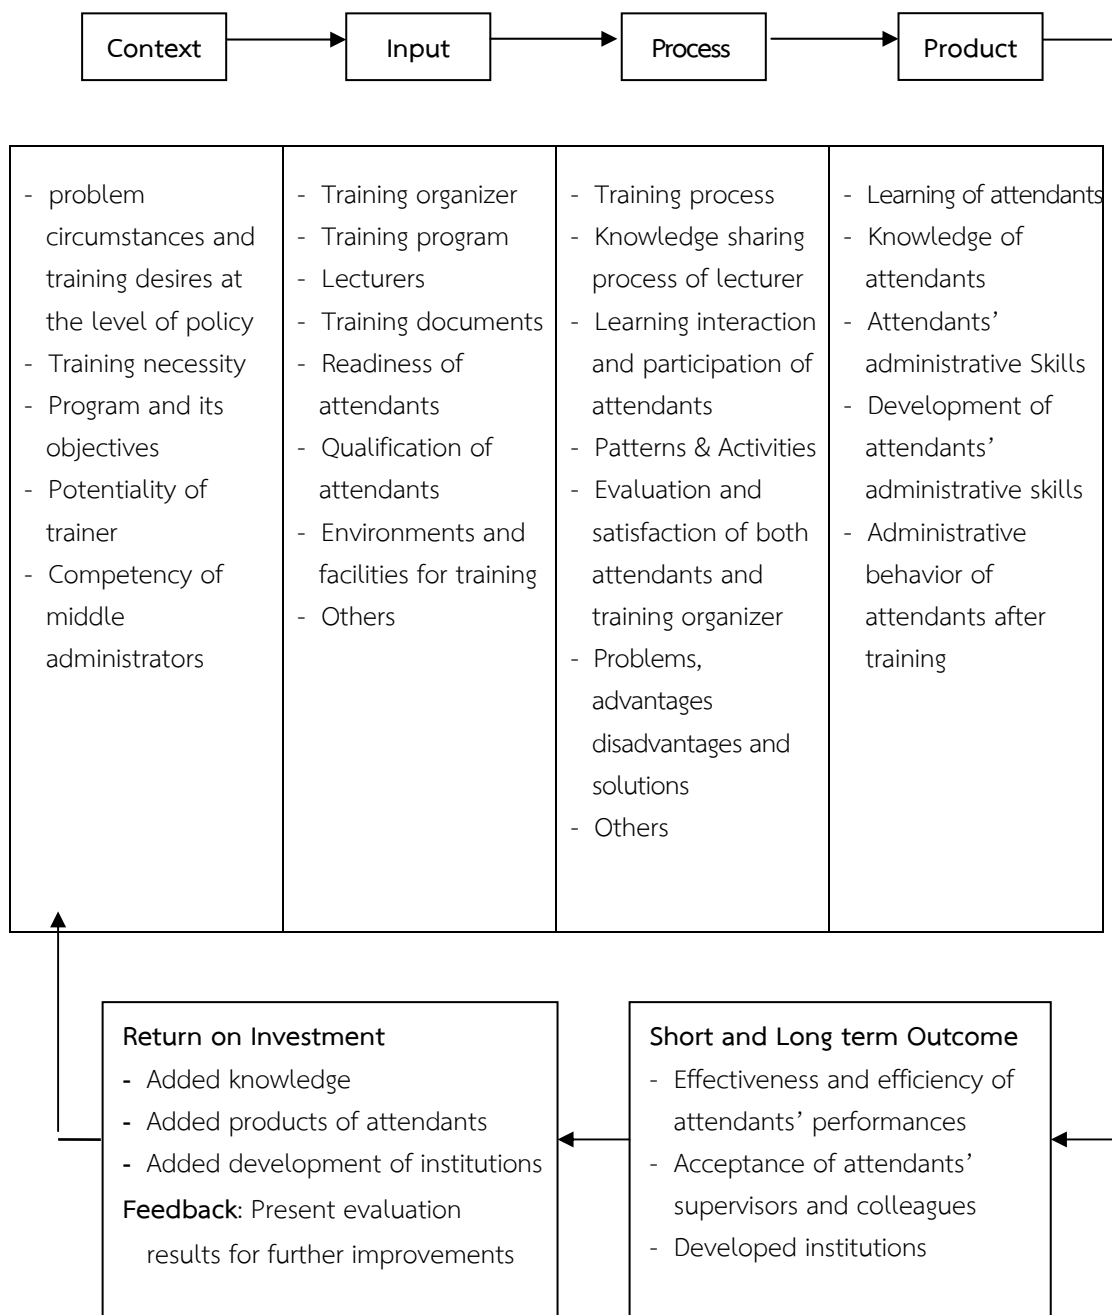 Context
Input
Process
Product
- problem
circumstances and
training desires at
the level of policy
- Training necessity
- Program and its
objectives
- Potentiality of
trainer
- Competency of
middle
administrators
- Training organizer
- Training program
- Lecturers
- Training documents
- Readiness of
attendants
- Qualification of
attendants
- Environments and
facilities for training
- Others
- Training process
- Knowledge sharing
process of lecturer
- Learning interaction
and participation of
attendants
- Patterns & Activities
- Evaluation and
satisfaction of both
attendants and
training organizer
- Problems,
advantages
disadvantages and
solutions
- Others
- Learning of attendants
- Knowledge of
attendants
- Attendants’
administrative Skills
- Development of
attendants’
administrative skills
- Administrative
behavior of
attendants after
training
Return on Investment
- Added knowledge
- Added products of attendants
- Added development of institutions
Feedback: Present evaluation
results for further improvements
Short and Long term Outcome
- Effectiveness and efficiency of
attendants’ performances
- Acceptance of attendants’
supervisors and colleagues
- Developed institutions